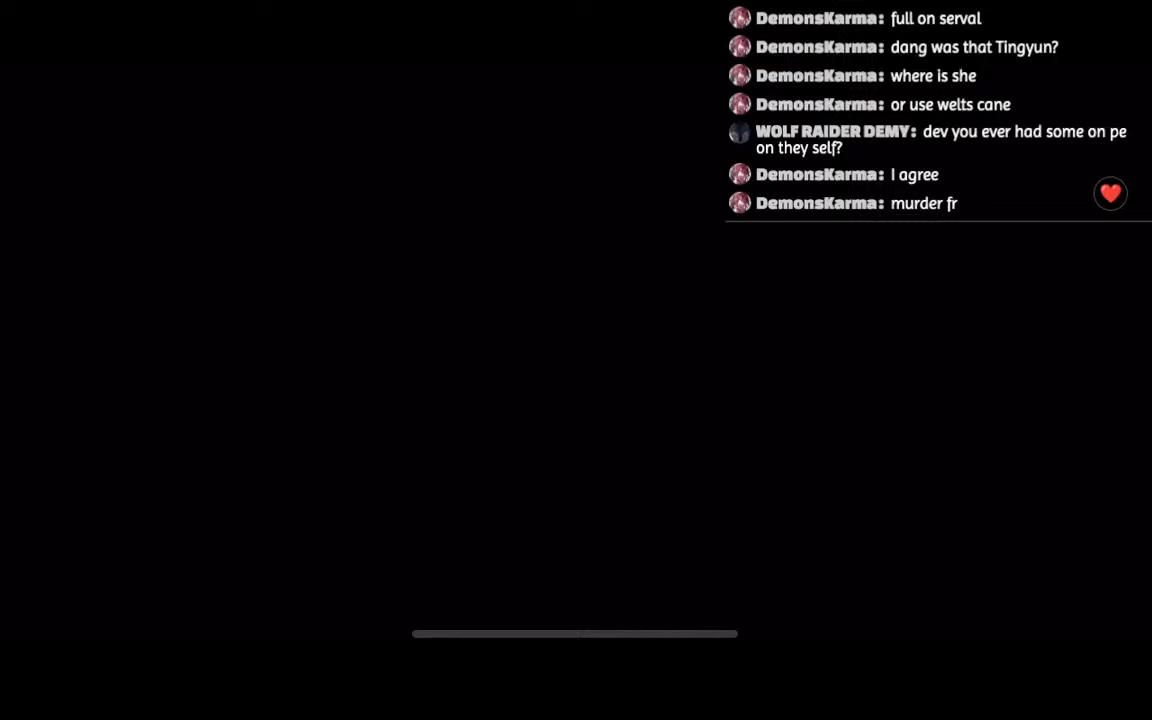 DemonsKarma: full on serval
DemonsKarma: dang was that Tingyun?
DemonsKarma: where is she
DemonsKarma: or use welts cane
WOLF RAIDER DEMY: dev you ever had some on pe
on they self?
DemonsKarma: I agree
DemonsKarma: murder fr